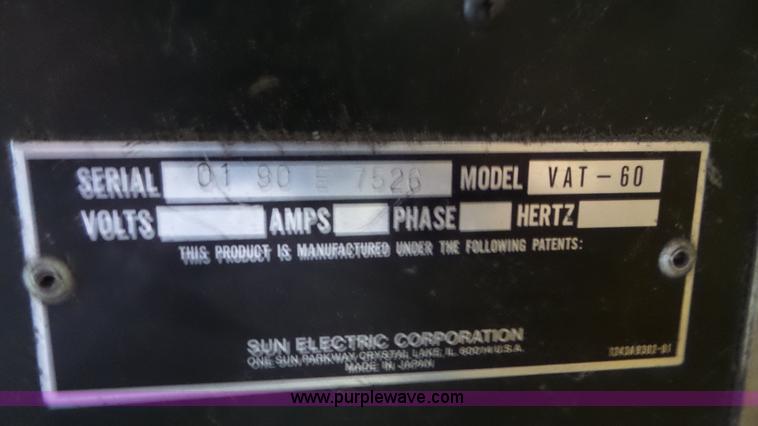 SERIAL 01 90 E 7526 MODEL VAT-60
VOLTS AMPS PHASE HERTZ
THIS PRODUCT IS MANUFACTURED UNDER THE FOLLOWING PATENTS:
SUN ELECTRIC CORPORATION
ONE SUN PARKWAY, CRYSTAL LAKE, IL. 60014 U.S.A.
MADE IN JAPAN
www.purplewave.com